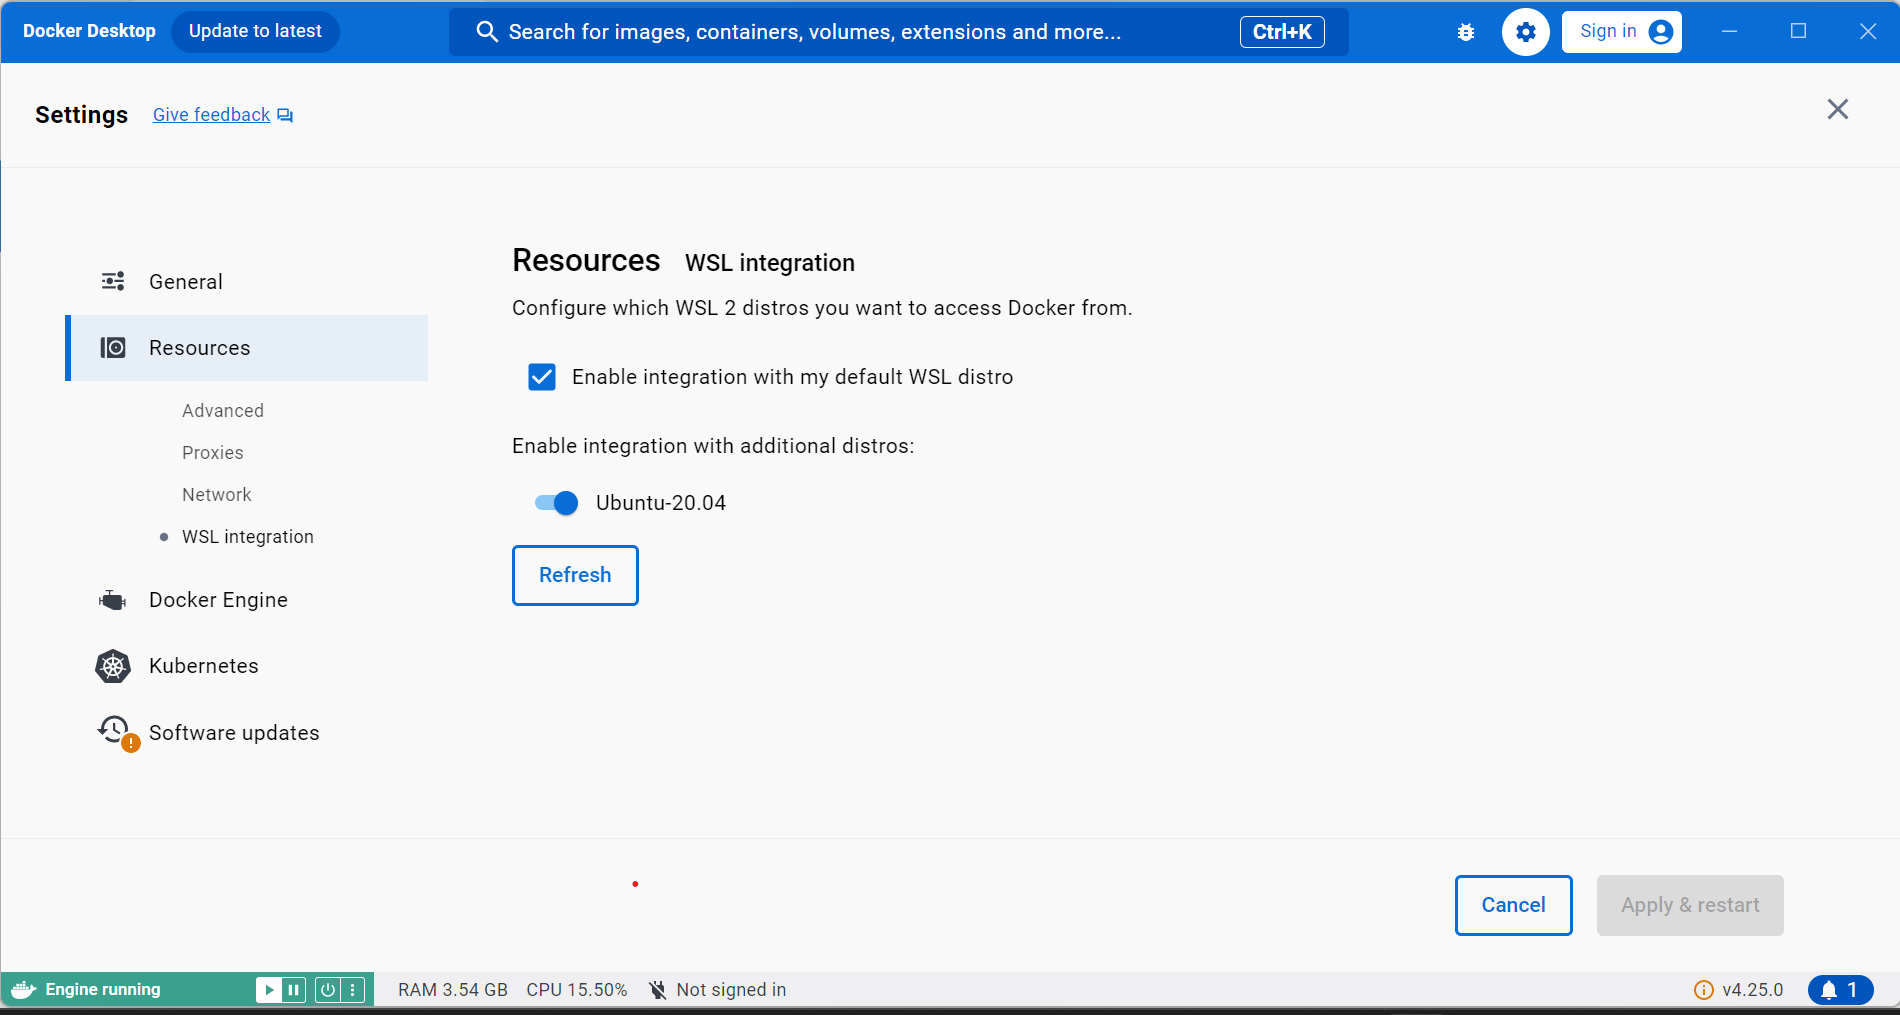 Docker Desktop Update to latest Search for images, containers, volumes, extensions and more... Ctrl+K Sign in
Settings Give feedback
General
Resources
Advanced
Proxies
Network
WSL integration
Docker Engine
Kubernetes
Software updates
Resources WSL integration
Configure which WSL 2 distros you want to access Docker from.
Enable integration with my default WSL distro
Enable integration with additional distros:
Ubuntu-20.04
Refresh
Cancel Apply & restart
Engine running RAM 3.54 GB CPU 15.50% Not signed in v4.25.0 1